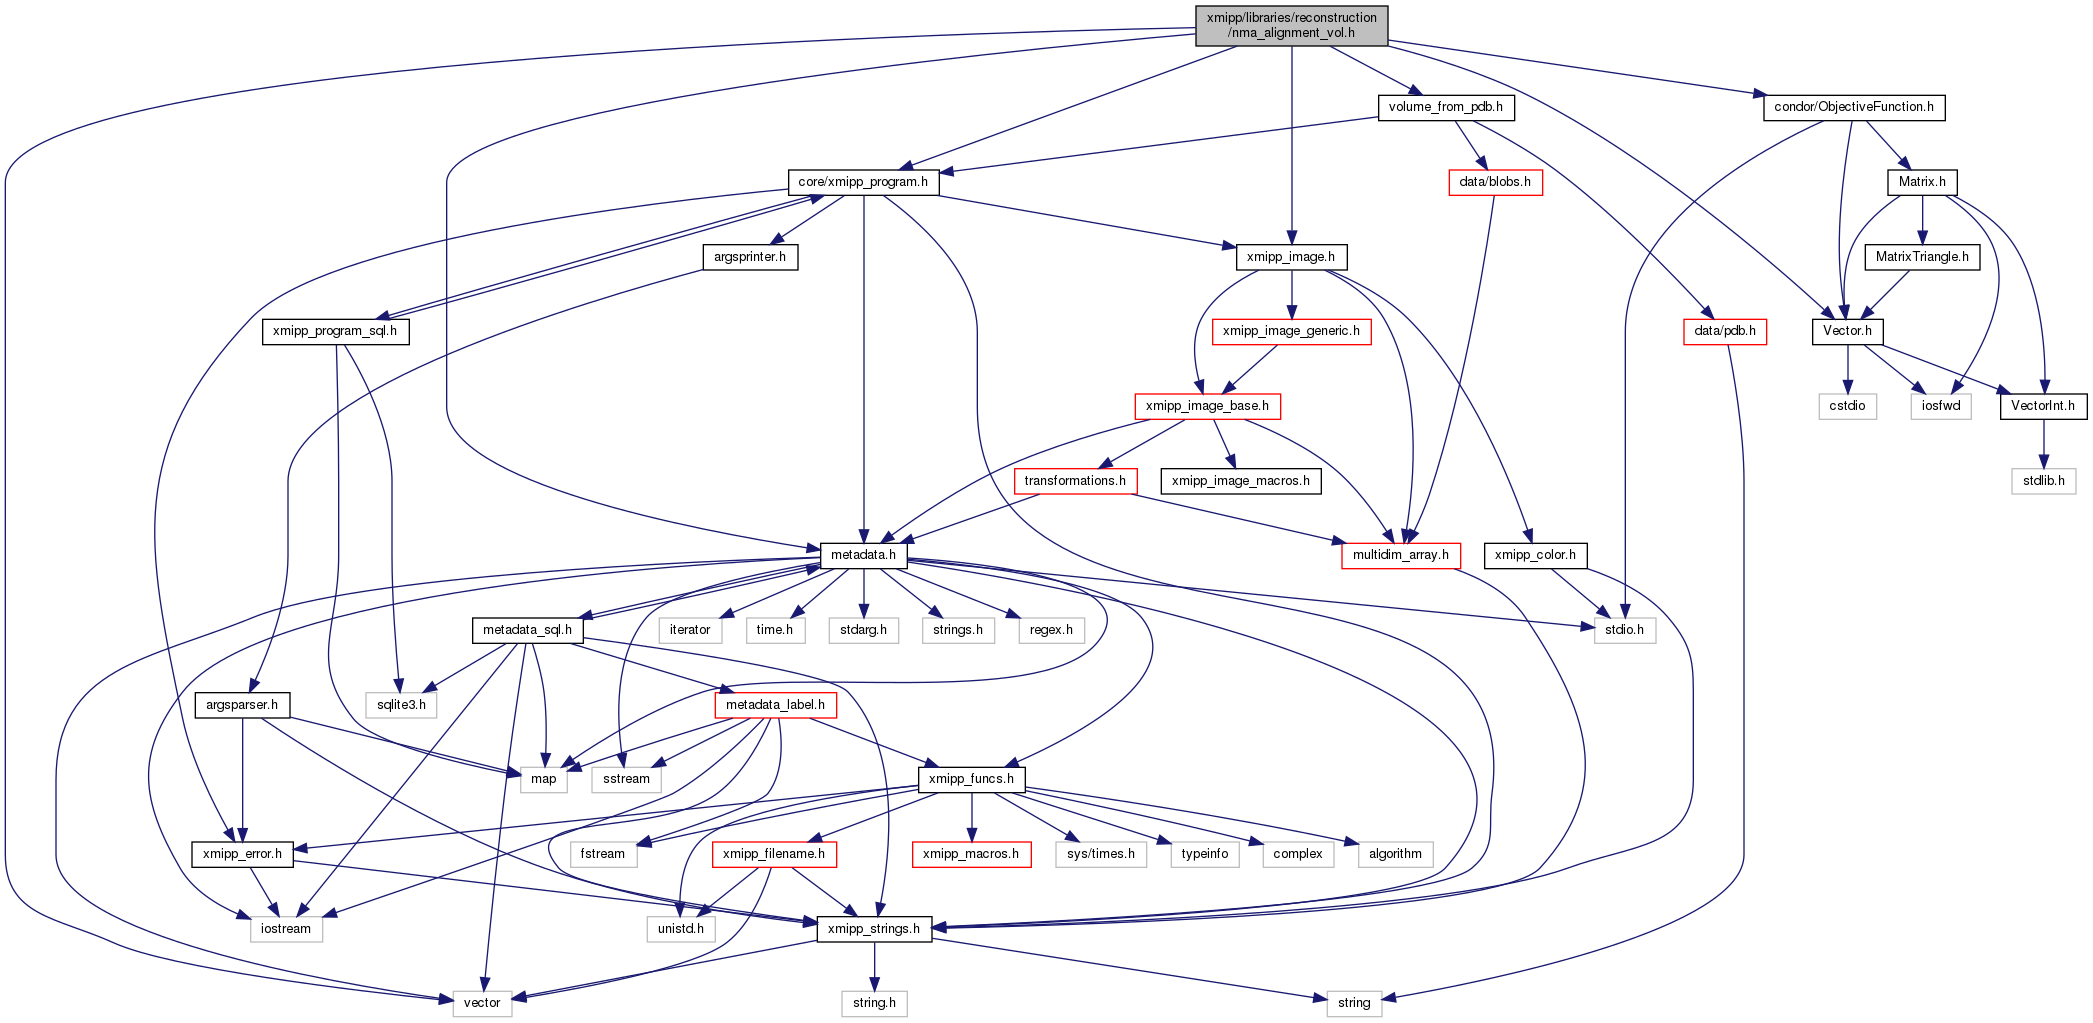 xmipp/libraries/reconstruction
/nma_alignment_vol.h
volume_from_pdb.h
condor/ObjectiveFunction.h
core/xmipp_program.h
data/blobs.h
Matrix.h
argsprinter.h
xmipp_image.h
MatrixTriangle.h
xmipp_program_sql.h
xmipp_image_generic.h
data/pdb.h
Vector.h
xmipp_image_base.h
cstdio
iosfwd
VectorInt.h
transformations.h
xmipp_image_macros.h
stdlib.h
metadata.h
multidim_array.h
xmipp_color.h
metadata_sql.h
iterator
time.h
stdarg.h
strings.h
regex.h
stdio.h
argsparser.h
sqlite3.h
metadata_label.h
map
sstream
xmipp_funcs.h
xmipp_error.h
fstream
xmipp_filename.h
xmipp_macros.h
sys/times.h
typeinfo
complex
algorithm
iostream
unistd.h
xmipp_strings.h
vector
string.h
string